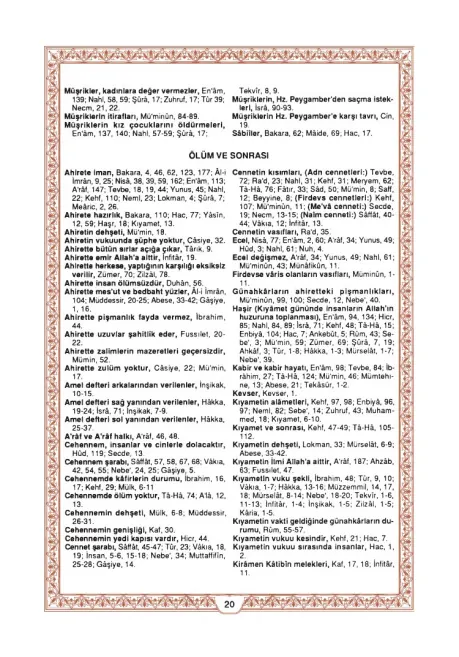 Müşrikler, kadınlara değer vermezler, En'âm,
139; Nahl, 58, 59; Şûrâ, 17; Zuhruf, 17; Tûr 39;
Necm, 21, 22.
Müşriklerin itirafları, Mü'minûn, 84-89.
Müşriklerin kız çocuklarını öldürmeleri,
En'âm, 137, 140; Nahl, 57-59; Şûrâ, 17;
Tekvîr, 8, 9.
Müşriklerin, Hz. Peygamber'den saçma istek-
leri, İsrâ, 90-93.
Müşriklerin Hz. Peygamber'e karşı tavrı, Cin,
19.
Sâbiîler, Bakara, 62; Mâide, 69; Hac, 17.
ÖLÜM VE SONRASI
Ahirete iman, Bakara, 4, 46, 62, 123, 177; Âl-i
İmrân, 9, 25; Nisâ, 38, 39, 59, 162; En'âm, 113;
A'râf, 147; Tevbe, 18, 19, 44; Yunus, 45; Nahl,
22; Kehf, 110; Neml, 23; Lokman, 4; Şûrâ, 7;
Meâric, 2, 26.
Ahirete hazırlık, Bakara, 110; Hac, 77; Yâsîn,
12, 59; Haşr, 18; Kıyamet, 13.
Ahiretin dehşeti, Mü'min, 18.
Ahiretin vukuunda şüphe yoktur, Câsiye, 32.
Ahirette bütün sırlar açığa çıkar, Târık, 9.
Ahirette emir Allah'a aittir, İnfitâr, 19.
Ahirette herkese, yaptığının karşılığı eksiksiz
verilir, Zümer, 70; Zilzâl, 78.
Ahirette insan ölümsüzdür, Duhân, 56.
Ahirette mes'ut ve bedbaht yüzler, Âl-i İmrân,
104; Müddessir, 20-25; Abese, 33-42; Gâşiye,
1, 16.
Ahirette pişmanlık fayda vermez, İbrahim,
44.
Ahirette uzuvlar şahitlik eder, Fussılet, 20-
22.
Ahirette zalimlerin mazeretleri geçersizdir,
Mümin, 52.
Ahirette zulüm yoktur, Câsiye, 22; Mü'min,
17.
Amel defteri arkalarından verilenler, İnşikak,
10-15.
Amel defteri sağ yanından verilenler, Hâkka,
19-24; İsrâ, 71; İnşikak, 7-9.
Amel defteri sol yanından verilenler, Hâkka,
25-37.
A'râf ve A'râf halkı, A'râf, 46, 48.
Cehennem, insanlar ve cinlerle dolacaktır,
Hûd, 119; Secde, 13
Cehennem şarabı, Sâffât, 57, 58, 67, 68; Vâkıa,
42, 54, 55; Nebe', 24, 25; Gâşiye, 5.
Cehennemde kâfirlerin durumu, İbrahim, 16,
17; Kehf, 29; Mülk, 6-11
Cehennemde ölüm yoktur, Tâ-Hâ, 74; A'lâ, 12,
13.
Cehennemin dehşeti, Mülk, 6-8, Müddessir,
26-31.
Cehennemin genişliği, Kaf, 30.
Cehennemin yedi kapısı vardır, Hicr, 44.
Cennet şarabı, Sâffât, 45-47; Tûr, 23; Vâkıa, 18,
19; İnsan, 5-6, 15-18; Nebe', 34; Muttaffifîn,
25-28; Gâşiye, 14.
Cennetin kısımları, (Adn cennetleri:) Tevbe,
72; Ra'd, 23; Nahl, 31; Kehf, 31; Meryem, 62;
Tâ-Hâ, 76; Fâtır, 33; Sâd, 50; Mü'min, 8; Saff,
12; Beyyine, 8; (Firdevs cennetleri:) Kehf,
107; Mü'minûn, 11; (Me'vâ cenneti:) Secde,
19; Necm, 13-15; (Naim cenneti:) Sâffât, 40-
44; Vâkıa, 12; İnfitâr, 13.
Cennetin vasıfları, Ra'd, 35.
Ecel, Nisâ, 77; En'âm, 2, 60; A'râf, 34; Yunus, 49;
Hûd, 3; Nahl, 61; Nuh, 4.
Ecel değişmez, A'râf, 34; Yunus, 49; Nahl, 61;
Mü'minûn, 43; Münâfikûn, 11.
Firdevse vâris olanların vasıfları, Müminûn, 1-
11.
Günahkârların ahiretteki pişmanlıkları,
Mü'minûn, 99, 100; Secde, 12, Nebe', 40.
Haşir (Kıyâmet gününde insanların Allah'ın
huzuruna toplanması), En'âm, 94, 134; Hicr,
85; Nahl, 84, 89; İsrâ, 71; Kehf, 48; Tâ-Hâ, 15;
Enbiyâ, 104; Hac, 7; Ankebût, 5; Rûm, 43; Se-
be', 3; Mü'min, 59; Zümer, 69; Şûrâ, 7, 19;
Ahkâf, 3; Tûr, 1-8; Hâkka, 1-3; Mürselât, 1-7;
Nebe', 39.
Kabir ve kabir hayatı, En'âm, 98; Tevbe, 84; İb-
rahim, 27; Tâ-Hâ, 124; Mü'min, 46; Mümtehi-
ne, 13; Abese, 21; Tekâsür, 1-2.
Kevser, Kevser, 1.
Kıyametin alâmetleri, Kehf, 97, 98; Enbiyâ, 96,
97; Neml, 82; Sebe', 14; Zuhruf, 43; Muham-
med, 18; Kıyamet, 6-10.
Kıyamet ve sonrası, Kehf, 47-49; Tâ-Hâ, 105-
112.
Kıyametin dehşeti, Lokman, 33; Mürselât, 6-9;
Abese, 33-42.
Kıyametin ilmi Allah'a aittir, A'râf, 187; Ahzâb,
63; Fussılet, 47.
Kıyametin vuku şekli, İbrahim, 48; Tûr, 9, 10;
Vâkıa, 1-7; Hâkka, 13-16; Müzzemmil, 14, 17,
18; Mürselât, 8-14; Nebe', 18-20; Tekvîr, 1-6,
11-13; İnfitâr, 1-4; İnşikak, 1-5; Zilzâl, 1-5;
Kâria, 1-5.
Kıyametin vakti geldiğinde günahkârların du-
rumu, Rûm, 55-57.
Kıyametin vukuu kesindir, Kehf, 21; Hac, 7.
Kıyametin vukuu sırasında insanlar, Hac, 1,
2.
Kirâmen Kâtibîn melekleri, Kaf, 17, 18; İnfitâr,
11.
20